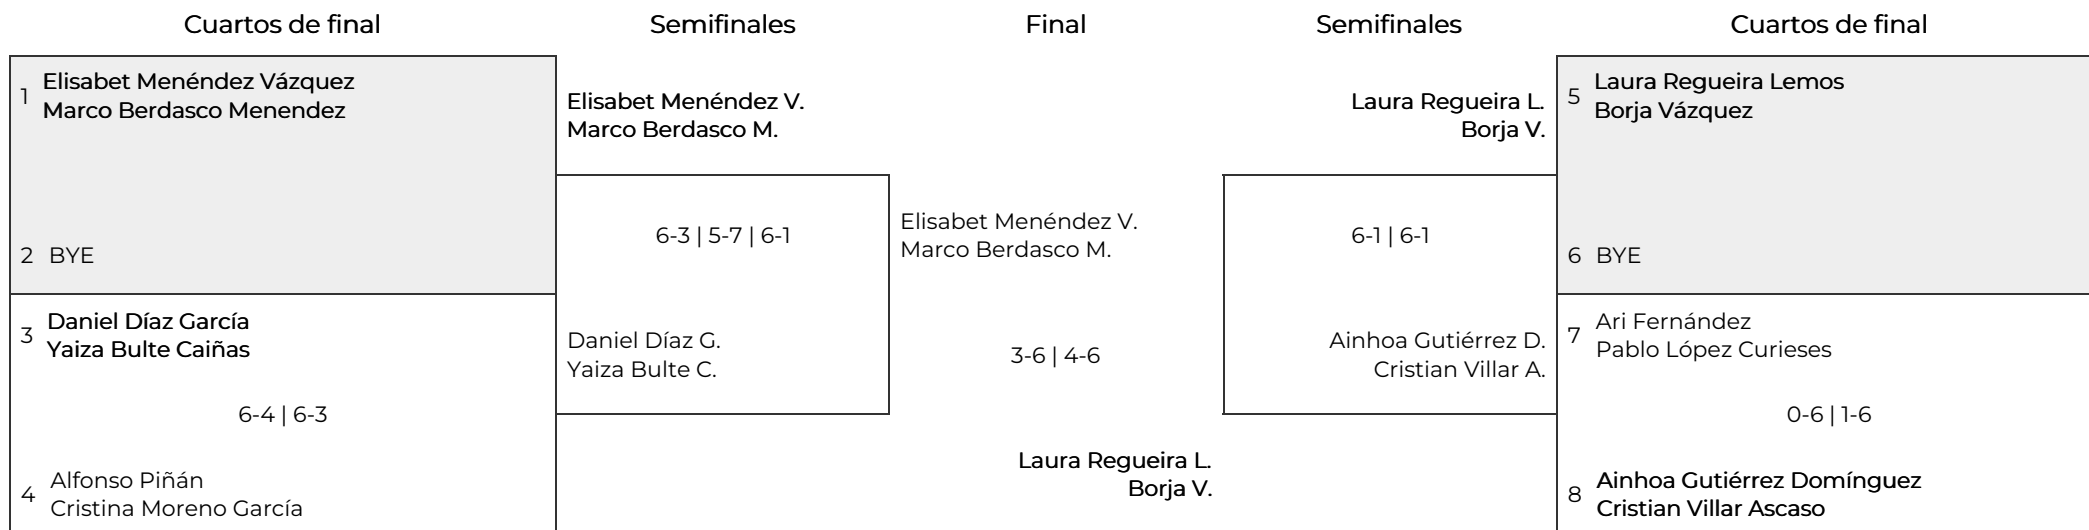 Cuartos de final
Semifinales
Final
Semifinales
Cuartos de final
1
Elisabet Menéndez Vázquez
Marco Berdasco Menendez
2 BYE
3
Daniel Díaz García
Yaiza Bulte Caiñas
6-4 | 6-3
4
Alfonso Piñán
Cristina Moreno García
Elisabet Menéndez V.
Marco Berdasco M.
6-3 | 5-7 | 6-1
Daniel Díaz G.
Yaiza Bulte C.
Elisabet Menéndez V.
Marco Berdasco M.
3-6 | 4-6
Laura Regueira L.
Borja V.
Laura Regueira L.
Borja V.
6-1 | 6-1
Ainhoa Gutiérrez D.
Cristian Villar A.
5
Laura Regueira Lemos
Borja Vázquez
6 BYE
7
Ari Fernández
Pablo López Curieses
0-6 | 1-6
8
Ainhoa Gutiérrez Domínguez
Cristian Villar Ascaso